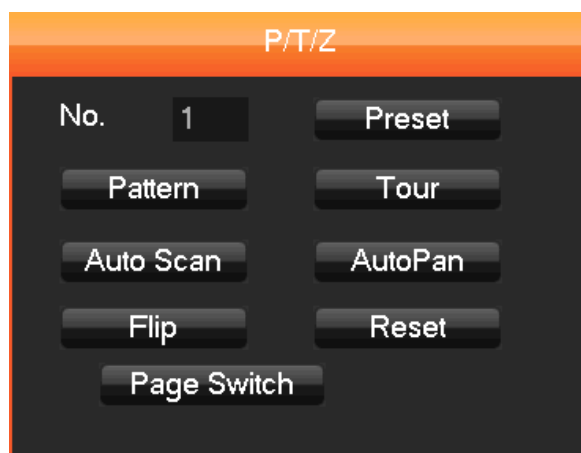 P/T/Z
No. 1 Preset
Pattern Tour
Auto Scan AutoPan
Flip Reset
Page Switch